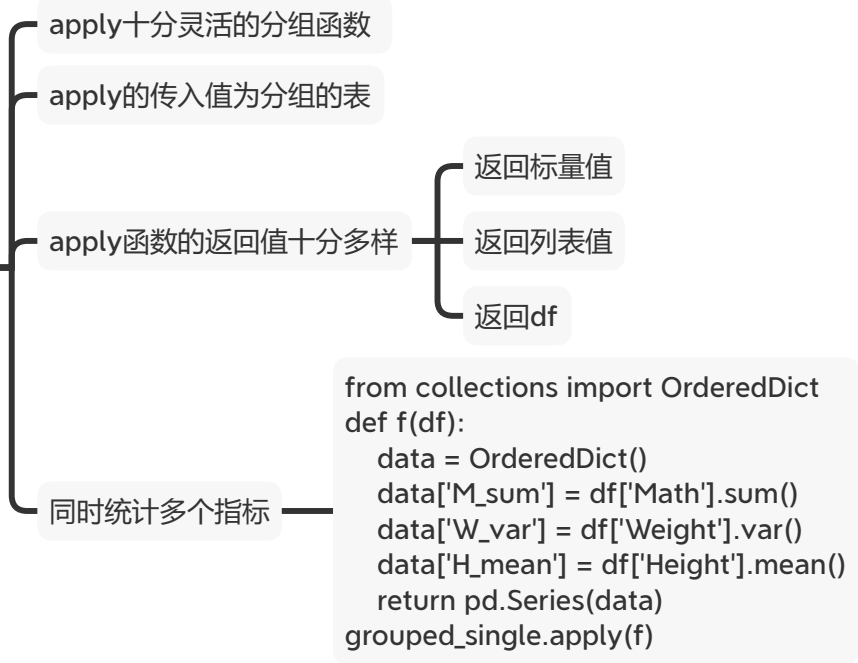 apply十分灵活的分组函数
apply的传入值为分组的表
apply函数的返回值十分多样
返回标量值
返回列表值
返回df
同时统计多个指标
from collections import OrderedDict
def f(df):
    data = OrderedDict()
    data['M_sum'] = df['Math'].sum()
    data['W_var'] = df['Weight'].var()
    data['H_mean'] = df['Height'].mean()
    return pd.Series(data)
grouped_single.apply(f)